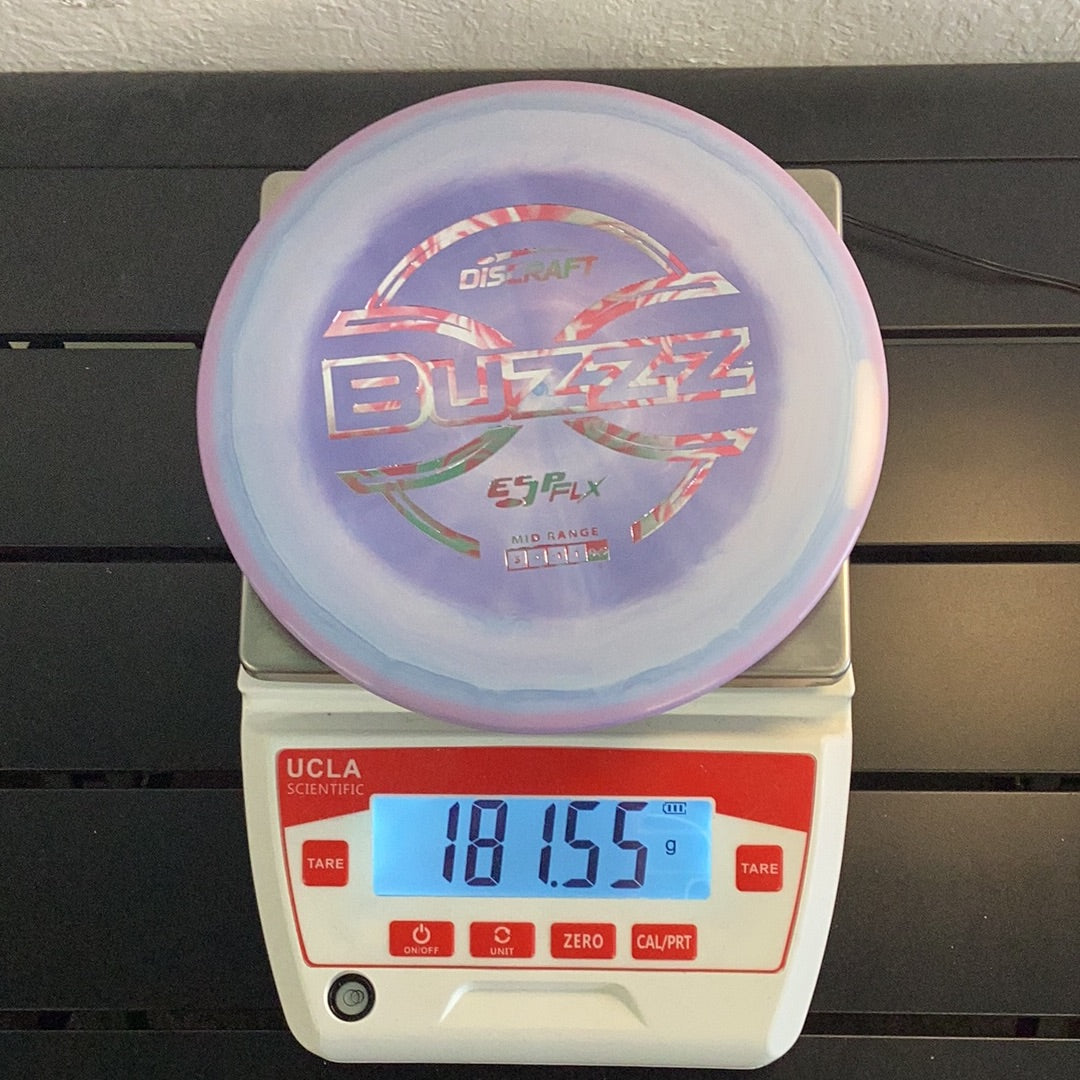 DISCRAFT
BUZZZ
ESP FLX
MID RANGE
UCLA
SCIENTIFIC
181.55 g
TARE
TARE
ON/OFF
UNIT
ZERO
CAL/PRT